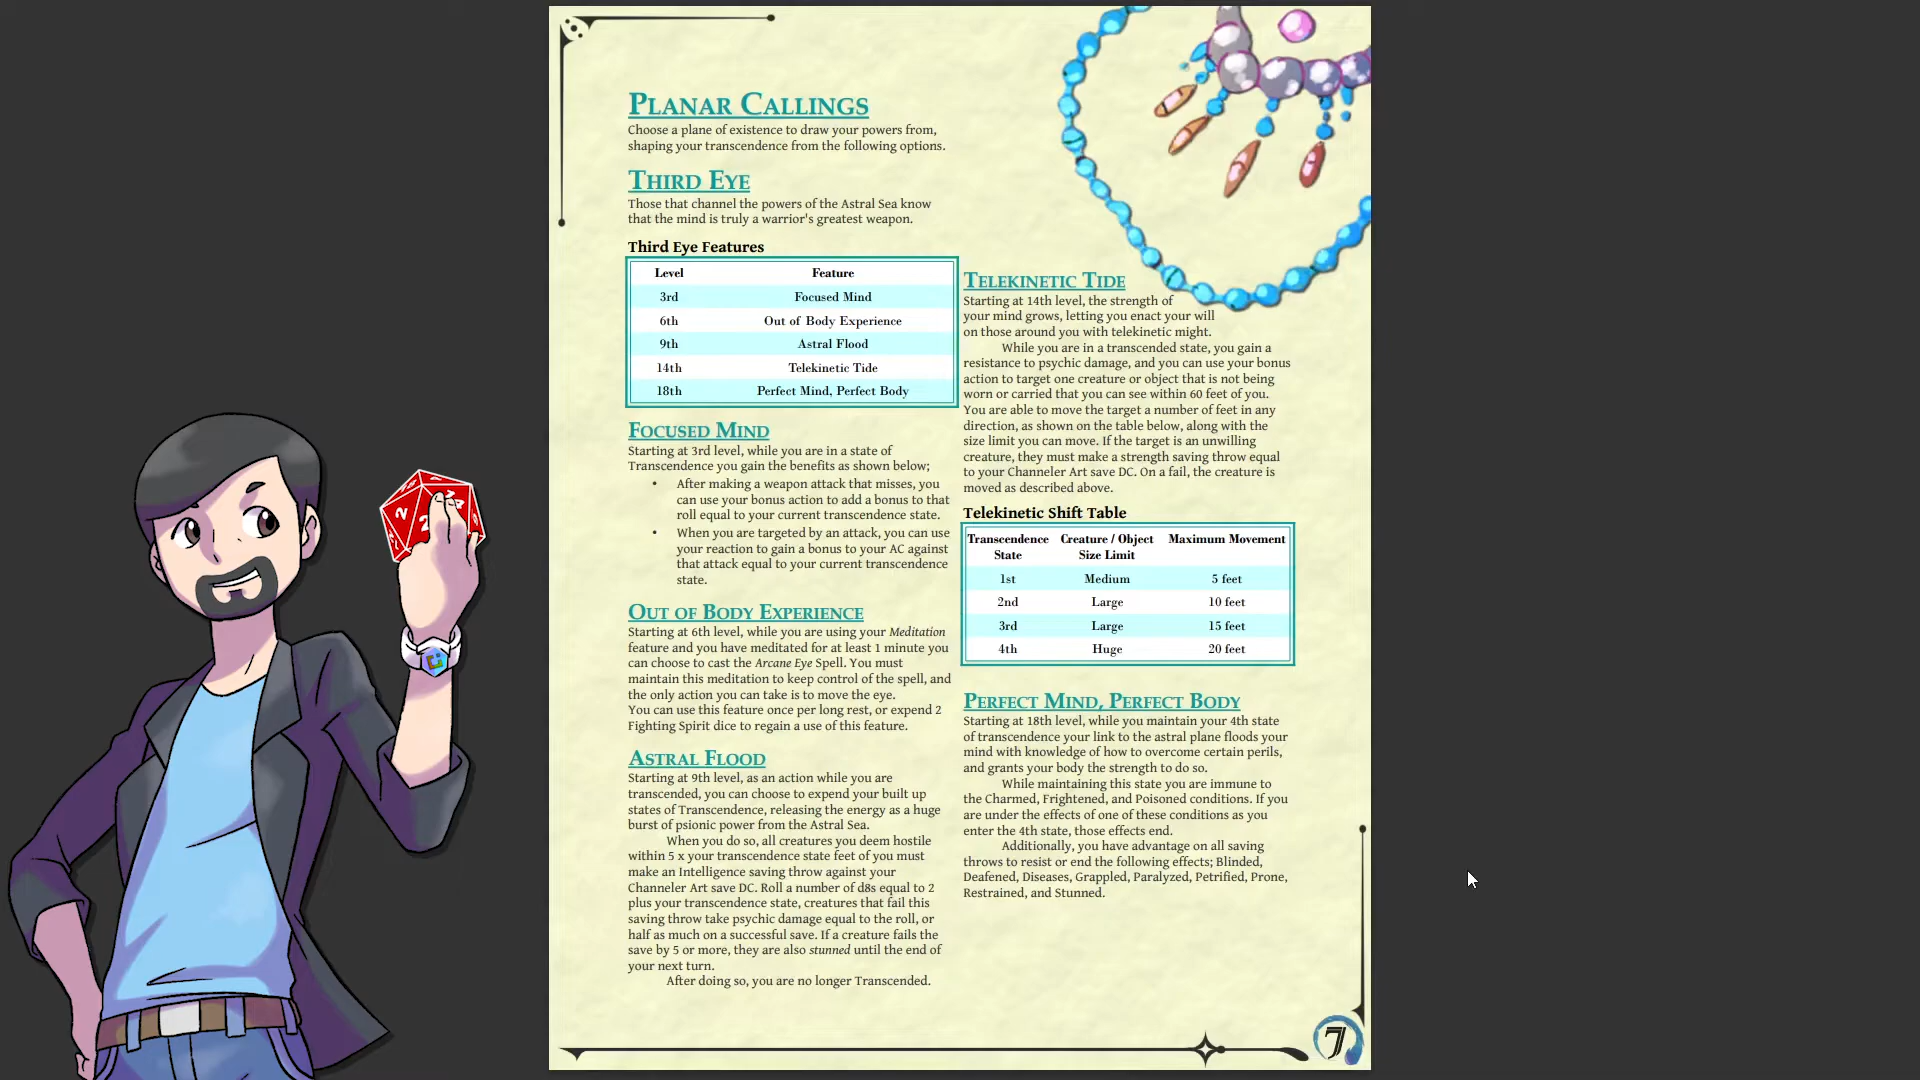 PLANAR CALLINGS
Choose a plane of existence to draw your powers from,
shaping your transcendence from the following options.
THIRD EYE
Those that channel the powers of the Astral Sea know
that the mind is truly a warrior's greatest weapon.
Third Eye Features
Level Feature
3rd Focused Mind
6th Out of Body Experience
9th Astral Flood
14th Telekinetic Tide
18th Perfect Mind, Perfect Body
FOCUSED MIND
Starting at 3rd level, while you are in a state of
Transcendence you gain the benefits as shown below;
• After making a weapon attack that misses, you
can use your bonus action to add a bonus to that
roll equal to your current transcendence state.
• When you are targeted by an attack, you can use
your reaction to gain a bonus to your AC against
that attack equal to your current transcendence
state.
OUT OF BODY EXPERIENCE
Starting at 6th level, while you are using your Meditation
feature and you have meditated for at least 1 minute you
can choose to cast the Arcane Eye Spell. You must
maintain this meditation to keep control of the spell, and
the only action you can take is to move the eye.
You can use this feature once per long rest, or expend 2
Fighting Spirit dice to regain a use of this feature.
ASTRAL FLOOD
Starting at 9th level, as an action while you are
transcended, you can choose to expend your built up
states of Transcendence, releasing the energy as a huge
burst of psionic power from the Astral Sea.
When you do so, all creatures you deem hostile
within 5 x your transcendence state feet of you must
make an Intelligence saving throw against your
Channeler Art save DC. Roll a number of d8s equal to 2
plus your transcendence state, creatures that fail this
saving throw take psychic damage equal to the roll, or
half as much on a successful save. If a creature fails the
save by 5 or more, they are also stunned until the end of
your next turn.
After doing so, you are no longer Transcended.
TELEKINETIC TIDE
Starting at 14th level, the strength of
your mind grows, letting you enact your will
on those around you with telekinetic might.
While you are in a transcended state, you gain a
resistance to psychic damage, and you can use your bonus
action to target one creature or object that is not being
worn or carried that you can see within 60 feet of you.
You are able to move the target a number of feet in any
direction, as shown on the table below, along with the
size limit you can move. If the target is an unwilling
creature, they must make a strength saving throw equal
to your Channeler Art save DC. On a fail, the creature is
moved as described above.
Telekinetic Shift Table
Transcendence Creature / Object Maximum Movement
State Size Limit
1st Medium 5 feet
2nd Large 10 feet
3rd Large 15 feet
4th Huge 20 feet
PERFECT MIND, PERFECT BODY
Starting at 18th level, while you maintain your 4th state
of transcendence your link to the astral plane floods your
mind with knowledge of how to overcome certain perils,
and grants your body the strength to do so.
While maintaining this state you are immune to
the Charmed, Frightened, and Poisoned conditions. If you
are under the effects of one of these conditions as you
enter the 4th state, those effects end.
Additionally, you have advantage on all saving
throws to resist or end the following effects; Blinded,
Deafened, Diseases, Grappled, Paralyzed, Petrified, Prone,
Restrained, and Stunned.
7
2